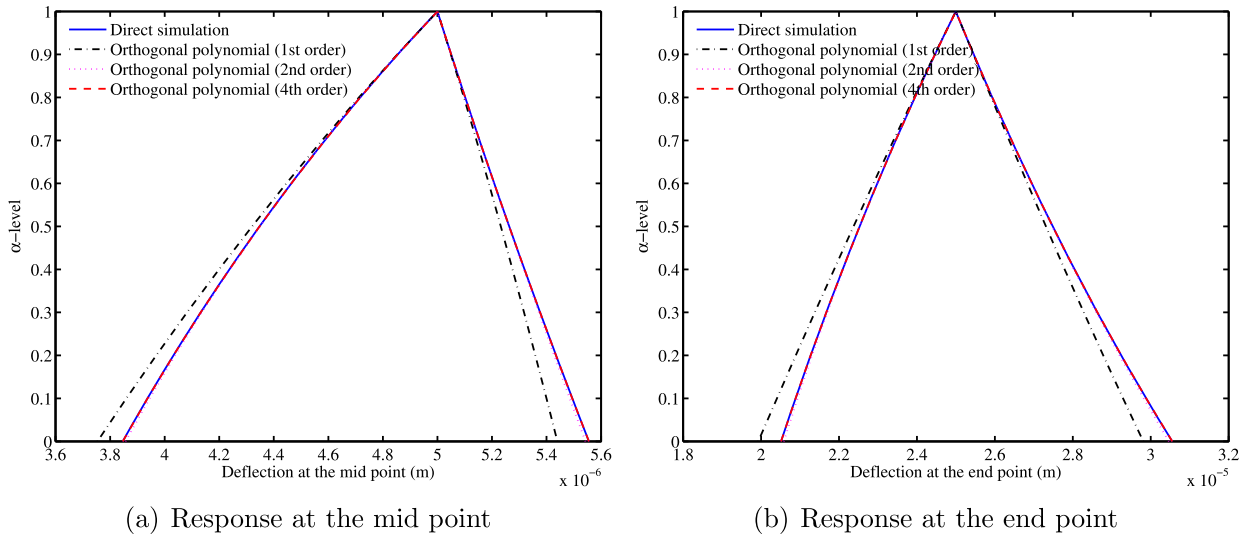 1
0.9
0.8
0.7
0.6
0.5
0.4
0.3
0.2
0.1
0
α−level
Direct simulation
Orthogonal polynomial (1st order)
Orthogonal polynomial (2nd order)
Orthogonal polynomial (4th order)
3.6 3.8 4 4.2 4.4 4.6 4.8 5 5.2 5.4 5.6
Deflection at the mid point (m)
x 10−6
(a) Response at the mid point
1
0.9
0.8
0.7
0.6
0.5
0.4
0.3
0.2
0.1
0
α−level
Direct simulation
Orthogonal polynomial (1st order)
Orthogonal polynomial (2nd order)
Orthogonal polynomial (4th order)
1.8 2 2.2 2.4 2.6 2.8 3 3.2
Deflection at the end point (m)
x 10−5
(b) Response at the end point